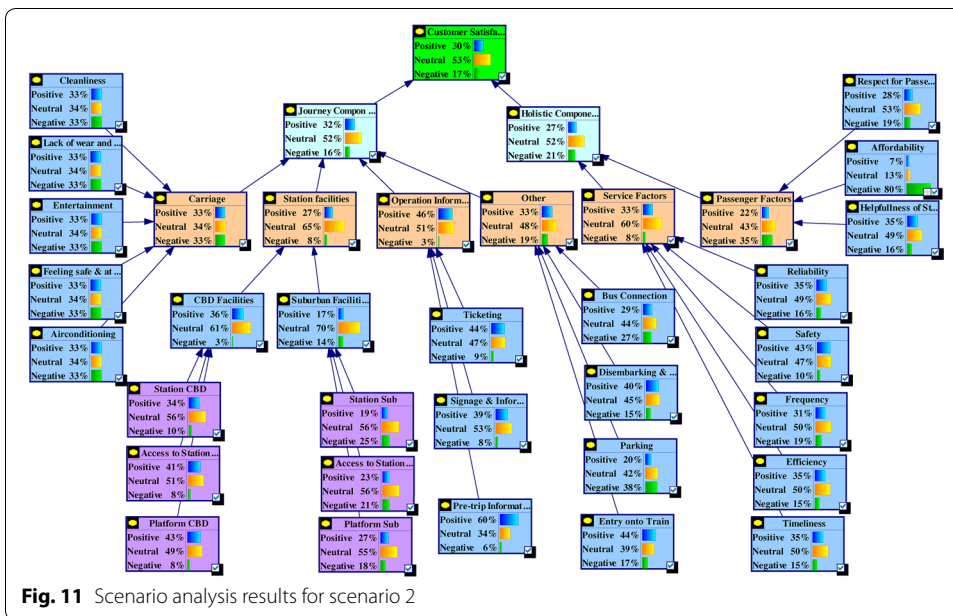 Customer Satisfa...
Positive 30%
Neutral 53%
Negative 17%
Cleanliness
Positive 33%
Neutral 34%
Negative 33%
Journey Compon ...
Positive 32%
Neutral 52%
Negative 16%
Holistic Compone...
Positive 27%
Neutral 52%
Negative 21%
Respect for Passe...
Positive 28%
Neutral 53%
Negative 19%
Lack of wear and ...
Positive 33%
Neutral 34%
Negative 33%
Affordability
Positive 7%
Neutral 13%
Negative 80%
Entertainment
Positive 33%
Neutral 34%
Negative 33%
Carriage
Positive 33%
Neutral 34%
Negative 33%
Station facilities
Positive 27%
Neutral 65%
Negative 8%
Operation Inform...
Positive 46%
Neutral 51%
Negative 3%
Other
Positive 33%
Neutral 48%
Negative 19%
Service Factors
Positive 33%
Neutral 60%
Negative 8%
Passenger Factors
Positive 22%
Neutral 43%
Negative 35%
Helpfullness of St...
Positive 35%
Neutral 49%
Negative 16%
Feeling safe & at ...
Positive 33%
Neutral 34%
Negative 33%
Reliability
Positive 35%
Neutral 49%
Negative 16%
Airconditioning
Positive 33%
Neutral 34%
Negative 33%
CBD Facilities
Positive 36%
Neutral 61%
Negative 3%
Suburban Faciliti...
Positive 17%
Neutral 70%
Negative 14%
Ticketing
Positive 44%
Neutral 47%
Negative 9%
Bus Connection
Positive 29%
Neutral 44%
Negative 27%
Safety
Positive 43%
Neutral 47%
Negative 10%
Station CBD
Positive 34%
Neutral 56%
Negative 10%
Station Sub
Positive 19%
Neutral 56%
Negative 25%
Signage & Infor...
Positive 39%
Neutral 53%
Negative 8%
Disembarking & ...
Positive 40%
Neutral 45%
Negative 15%
Frequency
Positive 31%
Neutral 50%
Negative 19%
Access to Station ...
Positive 41%
Neutral 51%
Negative 8%
Access to Station ...
Positive 23%
Neutral 56%
Negative 21%
Parking
Positive 20%
Neutral 42%
Negative 38%
Efficiency
Positive 35%
Neutral 50%
Negative 15%
Platform CBD
Positive 43%
Neutral 49%
Negative 8%
Platform Sub
Positive 27%
Neutral 55%
Negative 18%
Pre-trip Informat...
Positive 60%
Neutral 34%
Negative 6%
Entry onto Train
Positive 44%
Neutral 39%
Negative 17%
Timeliness
Positive 35%
Neutral 50%
Negative 15%
Fig. 11 Scenario analysis results for scenario 2